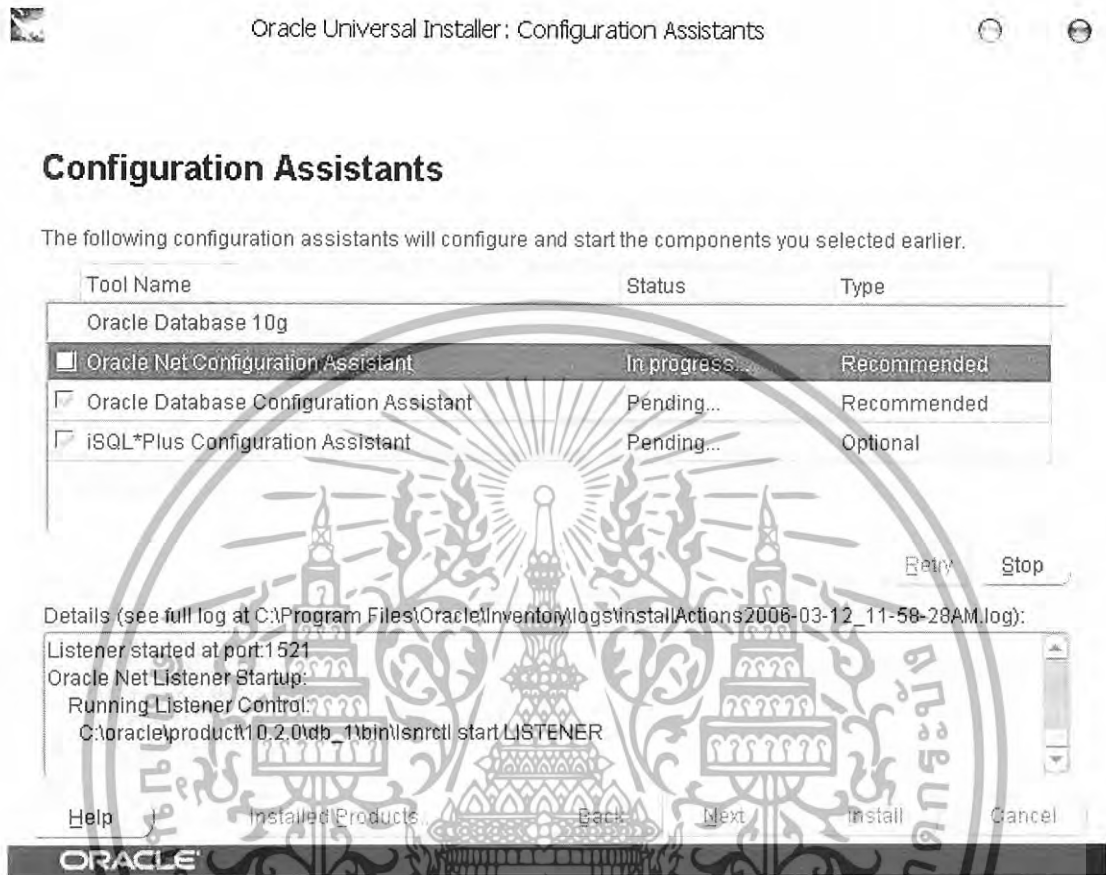 Oracle Universal Installer: Configuration Assistants
Configuration Assistants
The following configuration assistants will configure and start the components you selected earlier.
Tool Name Status Type
Oracle Database 10g
Oracle Net Configuration Assistant In progress... Recommended
Oracle Database Configuration Assistant Pending... Recommended
iSQL*Plus Configuration Assistant Pending... Optional
Retry Stop
Details (see full log at C:\Program Files\Oracle\Inventory\logs\installActions2006-03-12_11-58-28AM.log):
Listener started at port:1521
Oracle Net Listener Startup:
Running Listener Control:
C:\oracle\product\10.2.0\db_1\bin\lsnrctl start LISTENER
Help Installed Products... Back Next Install Cancel
ORACLE